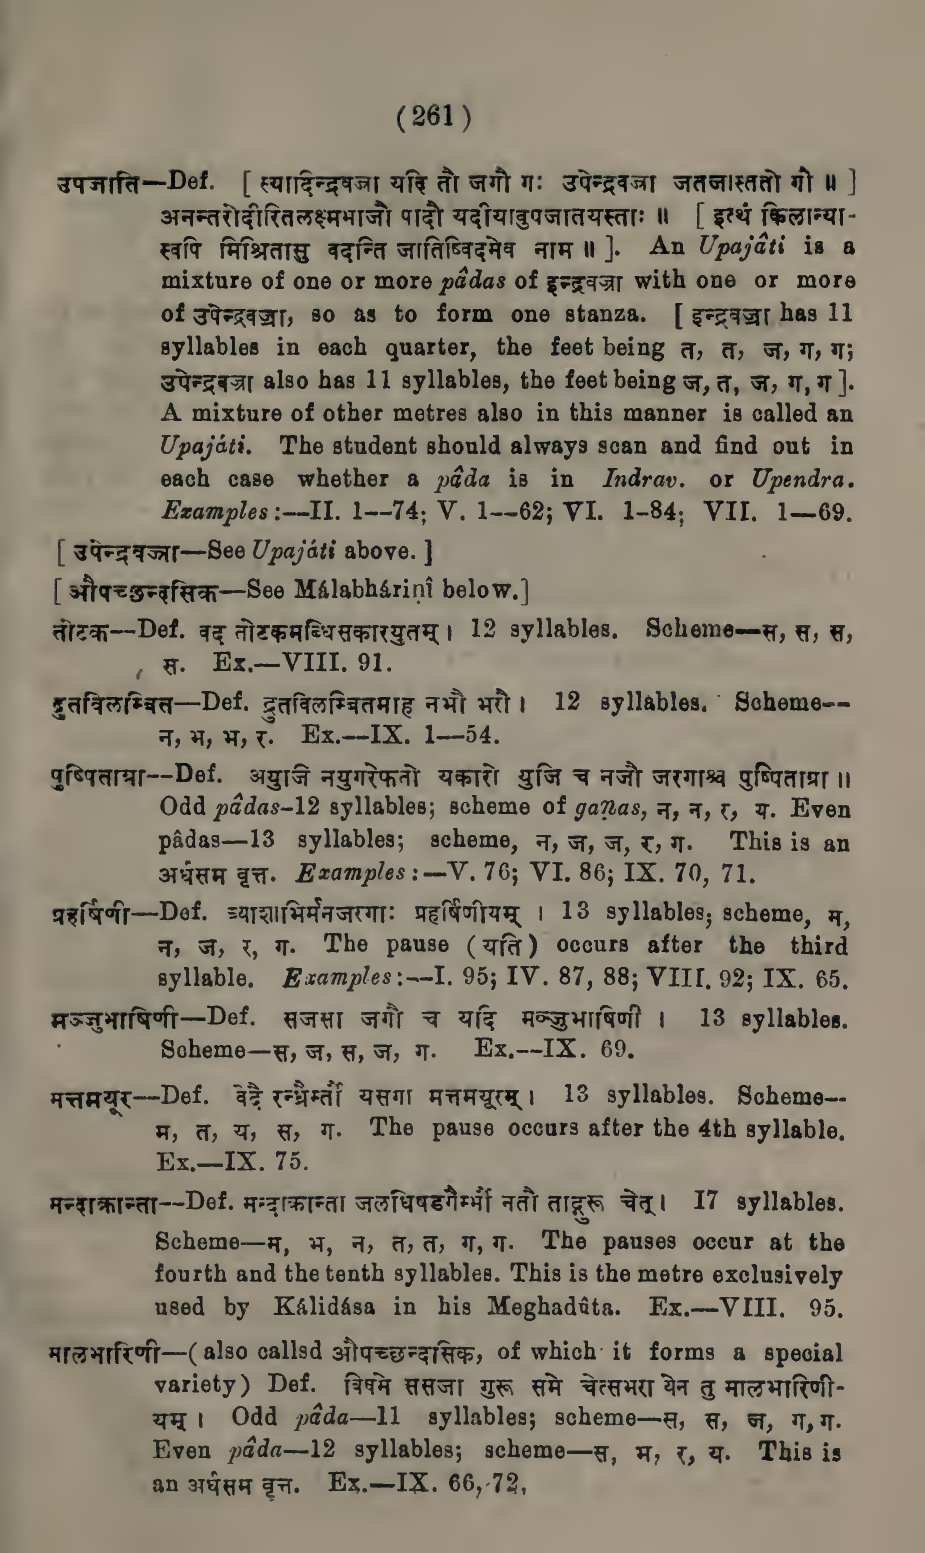 (261)
उपजाति—Def. [ स्यादिन्द्रवज्रा यदि तौ जगौ गः उपेन्द्रवज्रा जतजास्ततो गौ ॥ ]
अनन्तरोदीरितलक्ष्मभाजौ पादौ यदीयावुपजातयस्ताः ॥ [ इत्थं किलान्या-
स्वपि मिश्रितासु वदन्ति जातिष्विदमेव नाम ॥ ]. An Upajâti is a
mixture of one or more pâdas of इन्द्रवज्रा with one or more
of उपेन्द्रवज्रा, so as to form one stanza. [ इन्द्रवज्रा has 11
syllables in each quarter, the feet being त, त, ज, ग, ग;
उपेन्द्रवज्रा also has 11 syllables, the feet being ज, त, ज, ग, ग ].
A mixture of other metres also in this manner is called an
Upajáti. The student should always scan and find out in
each case whether a pâda is in Indrav. or Upendra.
Examples:—II. 1--74; V. 1--62; VI. 1-84; VII. 1—69.
[ उपेन्द्रवज्रा—See Upajáti above. ]
[ औपच्छन्दसिक—See Málabháriṇî below.]
तोटक--Def. वद तोटकमब्धिसकारयुतम् । 12 syllables. Scheme—स, स, स,
स. Ex.—VIII. 91.
द्रुतविलम्बित—Def. द्रुतविलम्बितमाह नभौ भरौ । 12 syllables. Scheme--
न, भ, भ, र. Ex.--IX. 1—54.
पुष्पिताग्रा--Def. अयुजि नयुगरेफतो यकारो युजि च नजौ जरगाश्च पुष्पिताग्रा ॥
Odd pâdas-12 syllables; scheme of gaṇas, न, न, र, य. Even
pâdas—13 syllables; scheme, न, ज, ज, र, ग. This is an
अर्धसम वृत्त. Examples:—V. 76; VI. 86; IX. 70, 71.
प्रहर्षिणी—Def. त्र्याशाभिर्मनजरगाः प्रहर्षिणीयम् । 13 syllables; scheme, म,
न, ज, र, ग. The pause (यति) occurs after the third
syllable. Examples:--I. 95; IV. 87, 88; VIII. 92; IX. 65.
मञ्जुभाषिणी—Def. सजसा जगौ च यदि मञ्जुभाषिणी । 13 syllables.
Scheme—स, ज, स, ज, ग. Ex.--IX. 69.
मत्तमयूर--Def. वेदै रन्ध्रैर्म्तौ यसगा मत्तमयूरम् । 13 syllables. Scheme--
म, त, य, स, ग. The pause occurs after the 4th syllable.
Ex.—IX. 75.
मन्दाक्रान्ता--Def. मन्दाक्रान्ता जलधिषडगैर्म्भौ नतौ ताद्गुरू चेत् । 17 syllables.
Scheme—म, भ, न, त, त, ग, ग. The pauses occur at the
fourth and the tenth syllables. This is the metre exclusively
used by Kálidása in his Meghadûta. Ex.—VIII. 95.
मालभारिणी—( also callsd औपच्छन्दासिक, of which it forms a special
variety) Def. विषमे ससजा गुरू समे चेत्सभरा येन तु मालभारिणी-
यम् । Odd pâda—11 syllables; scheme—स, स, ज, ग, ग.
Even pâda—12 syllables; scheme—स, भ, र, य. This is
an अर्धसम वृत्त. Ex.—IX. 66, 72,